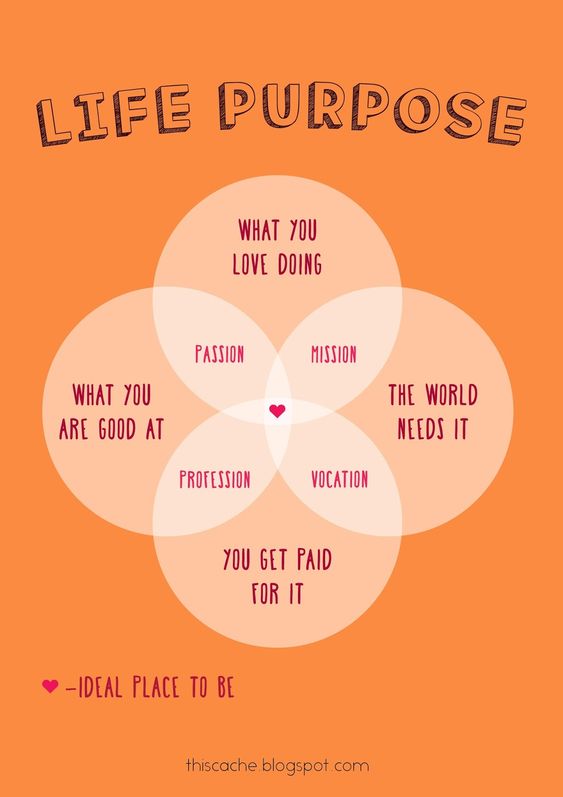 LIFE PURPOSE
WHAT YOU
LOVE DOING
PASSION
MISSION
WHAT YOU
ARE GOOD AT
THE WORLD
NEEDS IT
PROFESSION
VOCATION
YOU GET PAID
FOR IT
-IDEAL PLACE TO BE
thiscache.blogspot.com